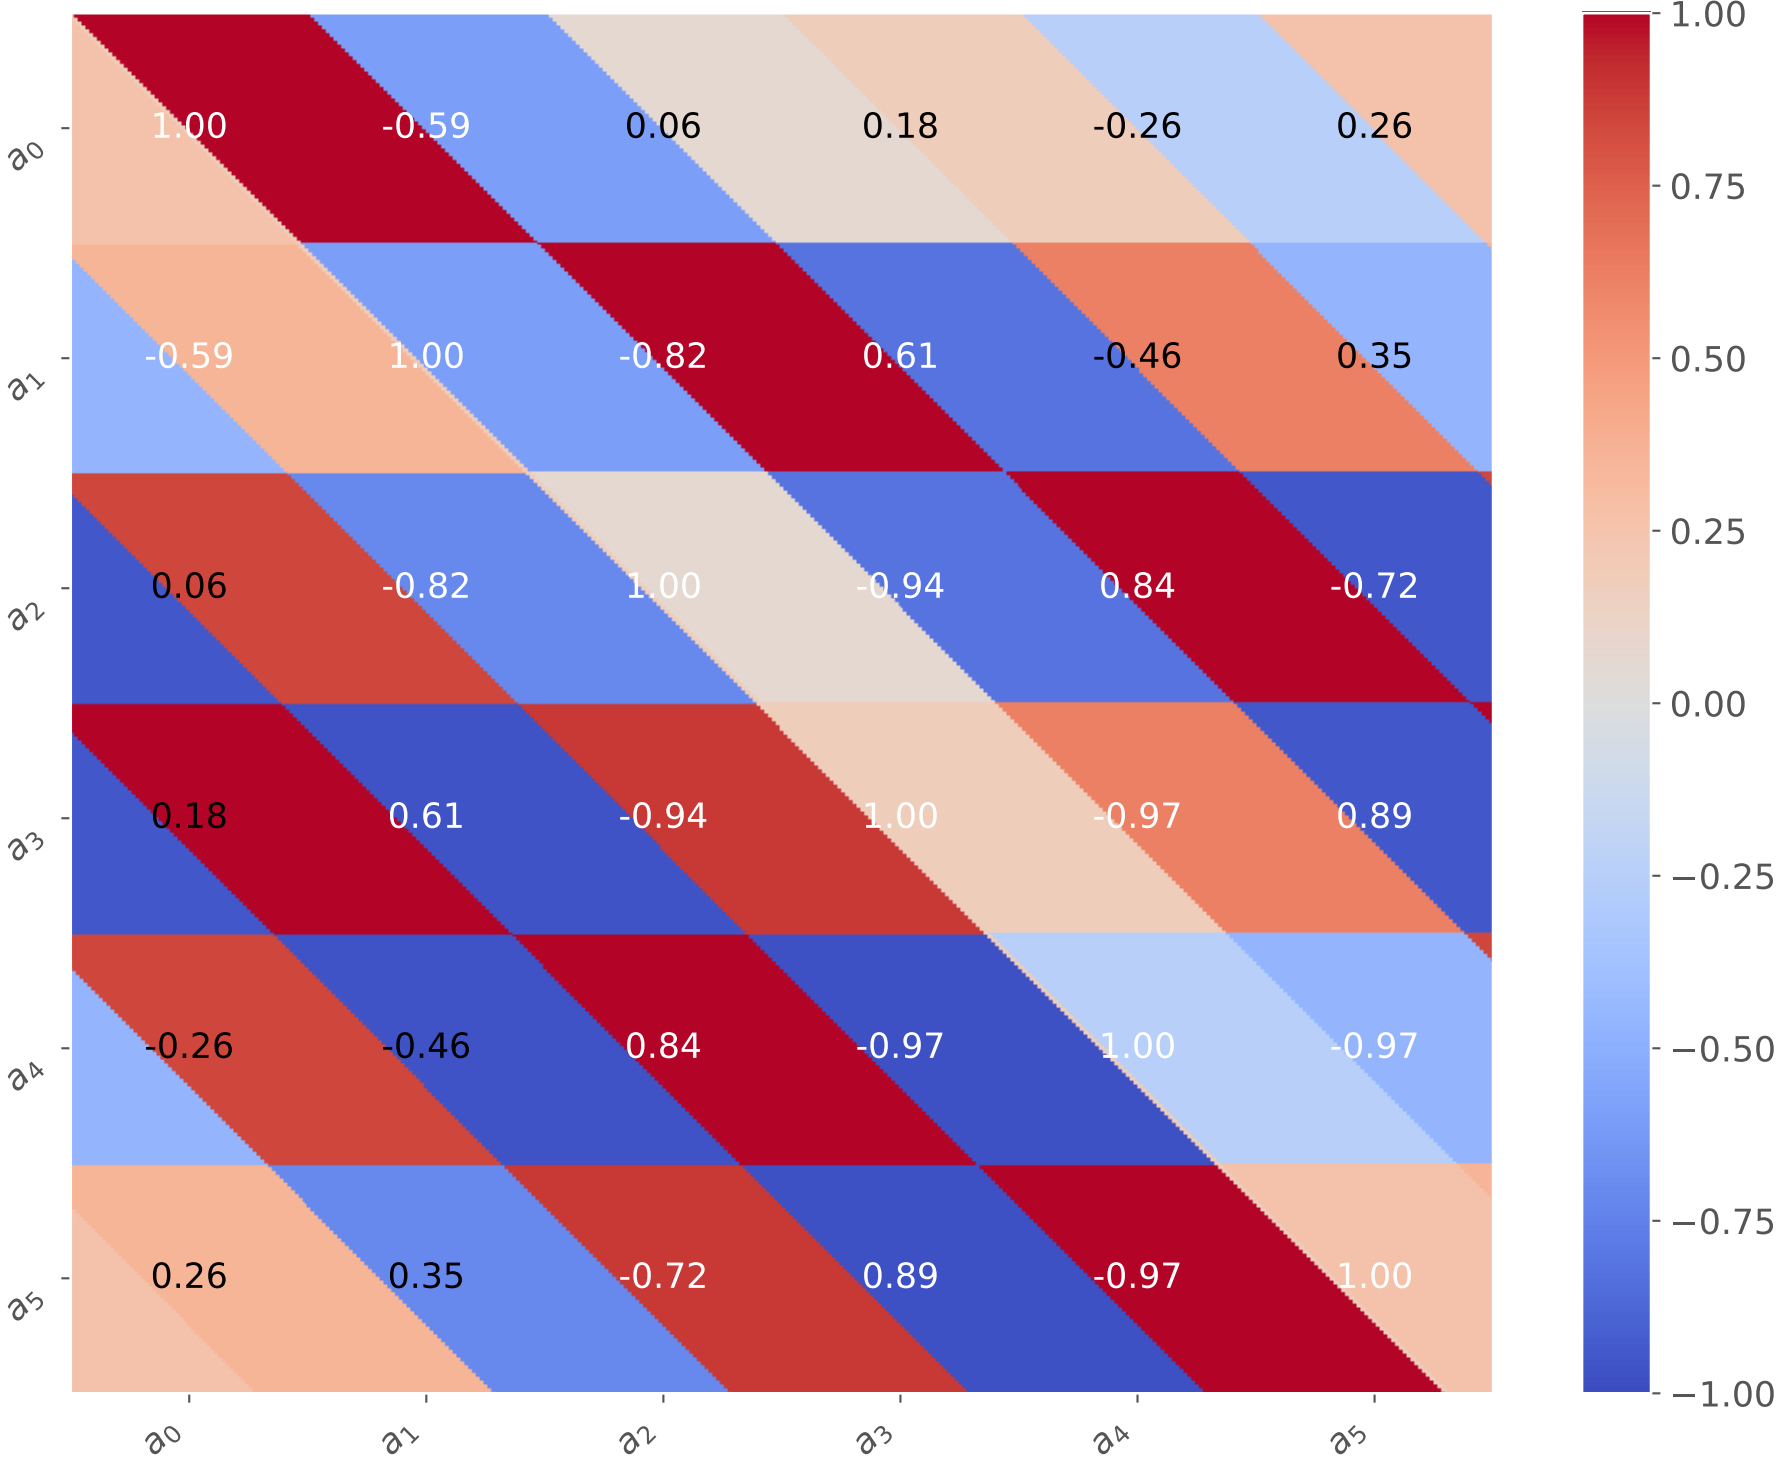 1.00
a0 1.00 -0.59 0.06 0.18 -0.26 0.26
0.75
a1 -0.59 1.00 -0.82 0.61 -0.46 0.35
0.50
0.25
a2 0.06 -0.82 1.00 -0.94 0.84 -0.72
0.00
a3 0.18 0.61 -0.94 1.00 -0.97 0.89
−0.25
a4 -0.26 -0.46 0.84 -0.97 1.00 -0.97
−0.50
−0.75
a5 0.26 0.35 -0.72 0.89 -0.97 1.00
−1.00
a0 a1 a2 a3 a4 a5